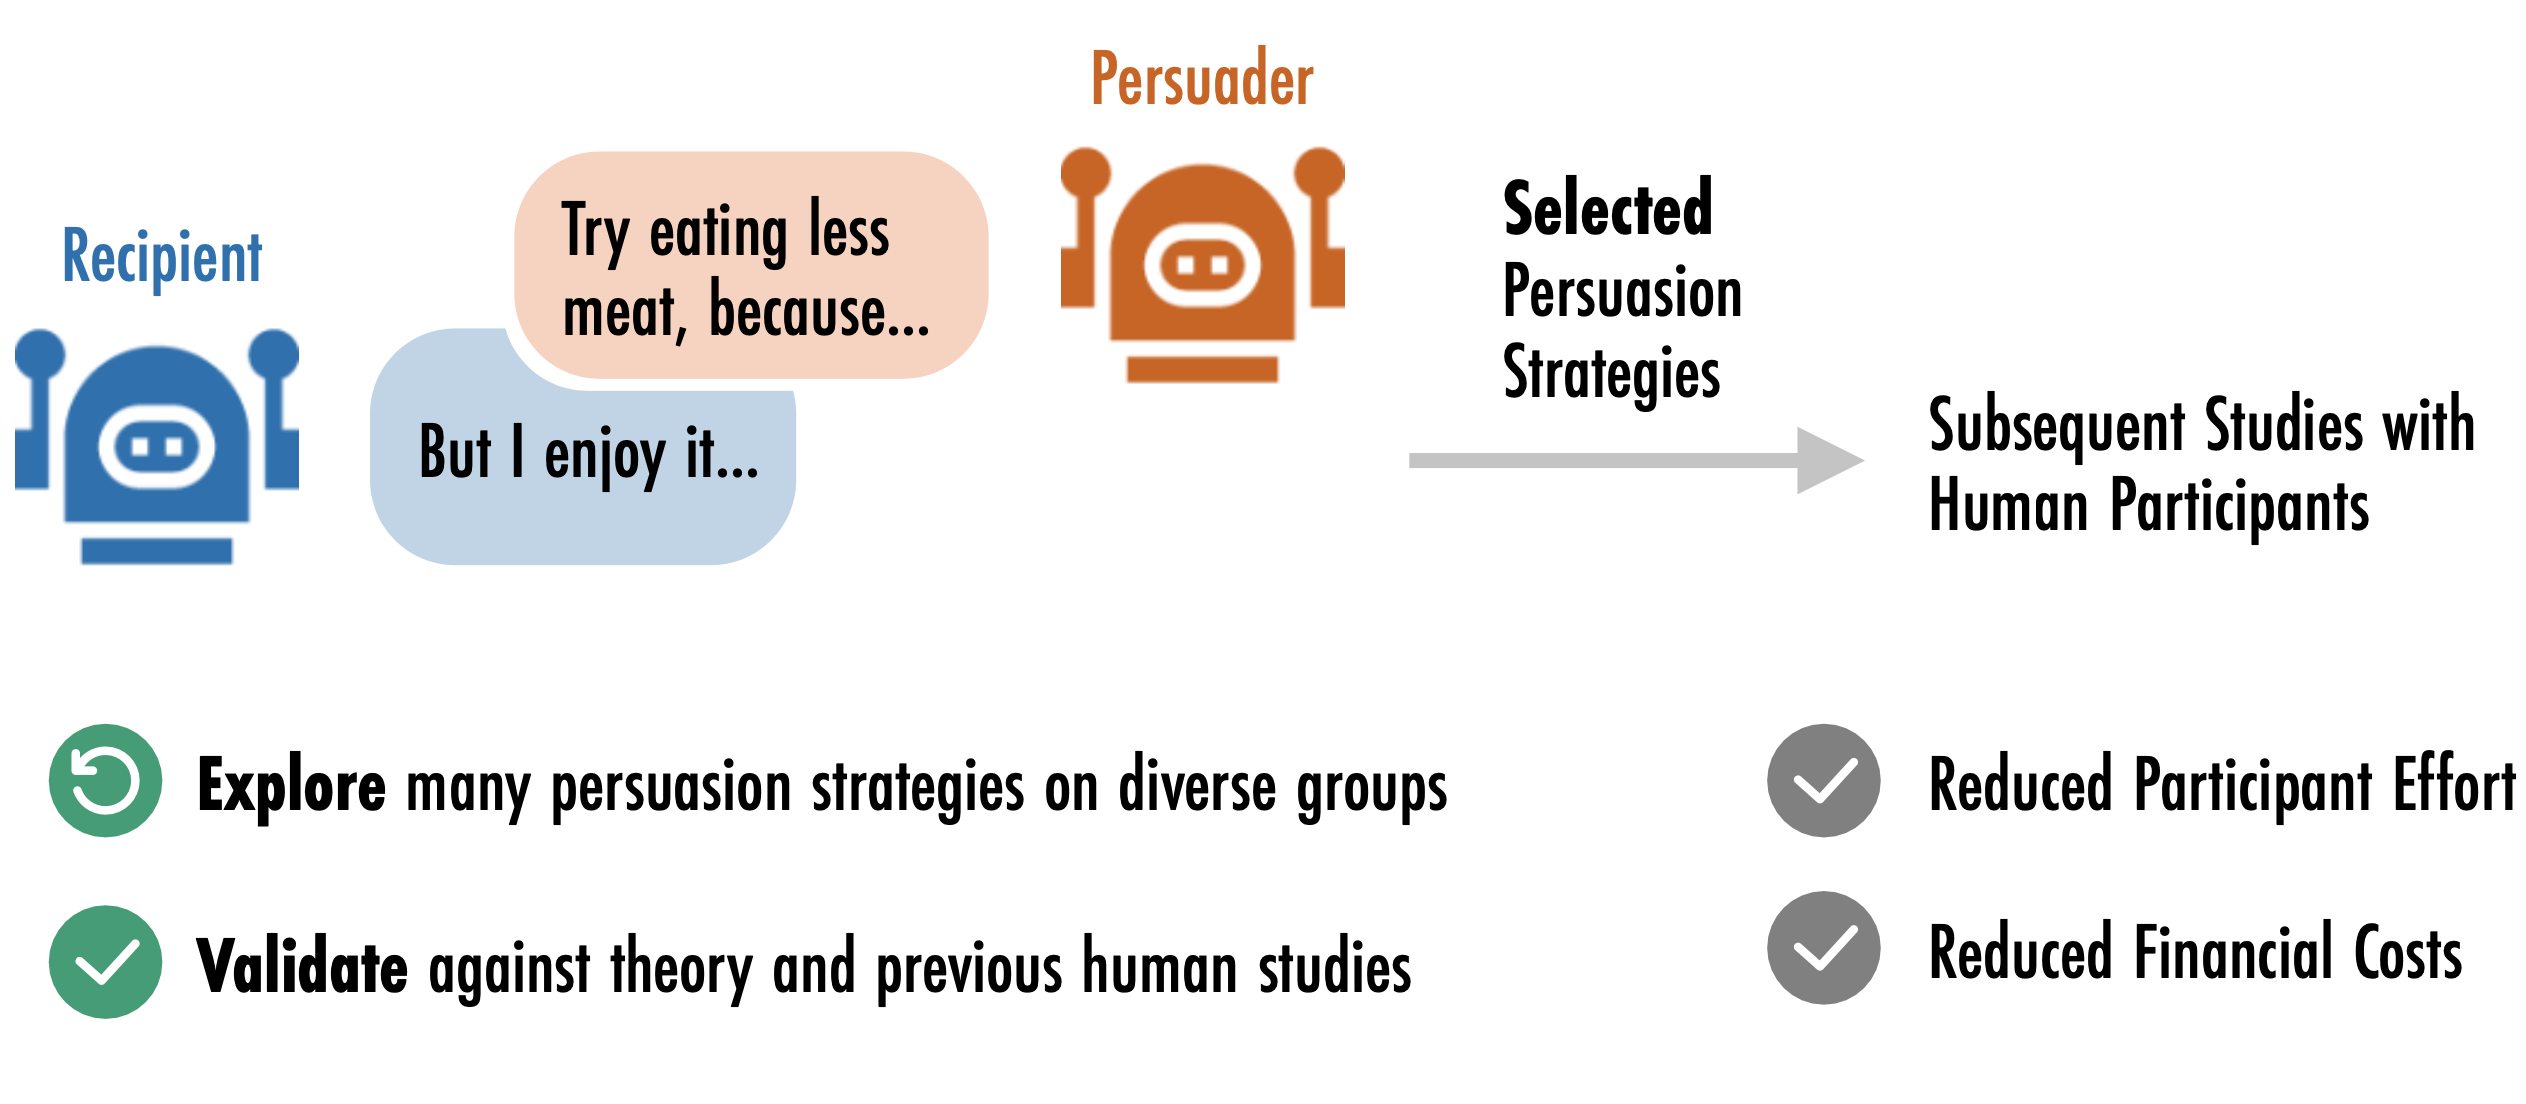 Persuader
Recipient
Try eating less
meat, because...
But I enjoy it...
Selected
Persuasion
Strategies
Subsequent Studies with
Human Participants
Explore many persuasion strategies on diverse groups
Validate against theory and previous human studies
Reduced Participant Effort
Reduced Financial Costs